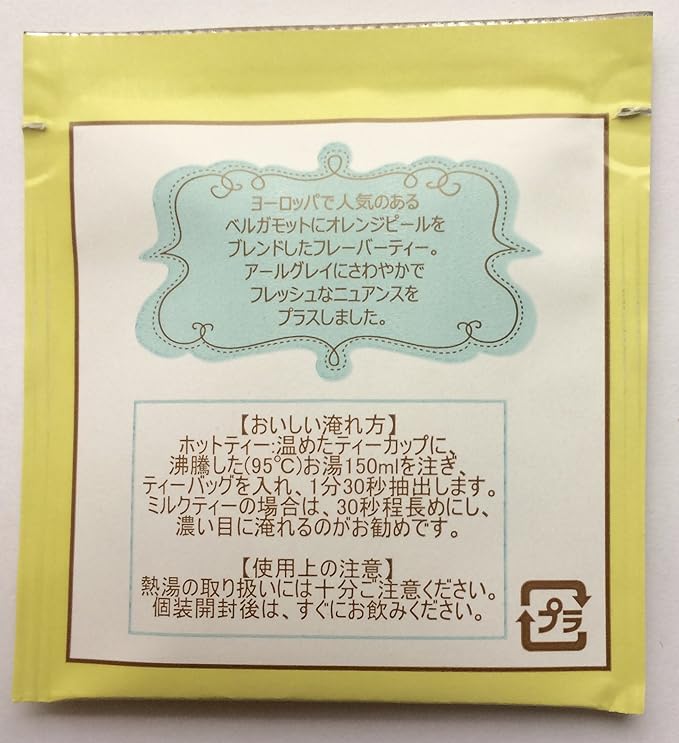 ヨーロッパで人気のある
ベルガモットにオレンジピールを
ブレンドしたフレーバーティー。
アールグレイにさわやかで
フレッシュなニュアンスを
プラスしました。
【おいしい淹れ方】
ホットティー:温めたティーカップに、
沸騰した(95℃)お湯150mlを注ぎ、
ティーバッグを入れ、1分30秒抽出します。
ミルクティーの場合は、30秒程長めにし、
濃い目に淹れるのがお勧めです。
【使用上の注意】
熱湯の取り扱いには十分ご注意ください。
個装開封後は、すぐにお飲みください。
プラ